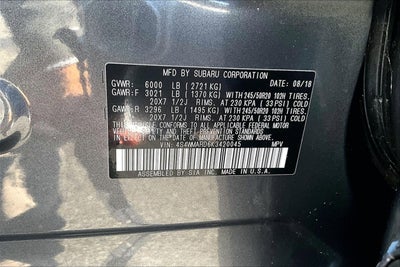 MFD BY SUBARU CORPORATION 08/18
GVWR: 6000 LB (2721 KG)
GAWR:F 3021 LB (1370 KG) WITH 245/50R20 102H TIRES,
20X7 1/2J RIMS, AT 230 KPA (33 PSI) COLD
GAWR:R 3296 LB (1495 KG) WITH 245/50R20 102H TIRES,
20X7 1/2J RIMS, AT 230 KPA (33 PSI) COLD
THIS VEHICLE CONFORMS TO ALL APPLICABLE FEDERAL MOTOR
VEHICLE SAFETY STANDARDS IN EFFECT ON
THE DATE OF MANUFACTURE SHOWN ABOVE.
VIN: 4S4WMARD6K3420045 MPV
ASSEMBLED BY SIA INC. MADE IN U.S.A.